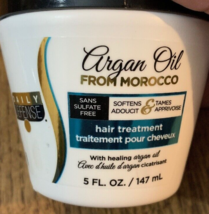 Argan Oil
FROM MOROCCO
SANS
SULFATE
FREE
SOFTENS
ADOUCIT
&
TAMES
APPRIVOISE
hair treatment
traitement pour cheveux
With healing argan oil
Avec d'huile d'argan cicatrisant
5 FL. OZ. / 147 mL